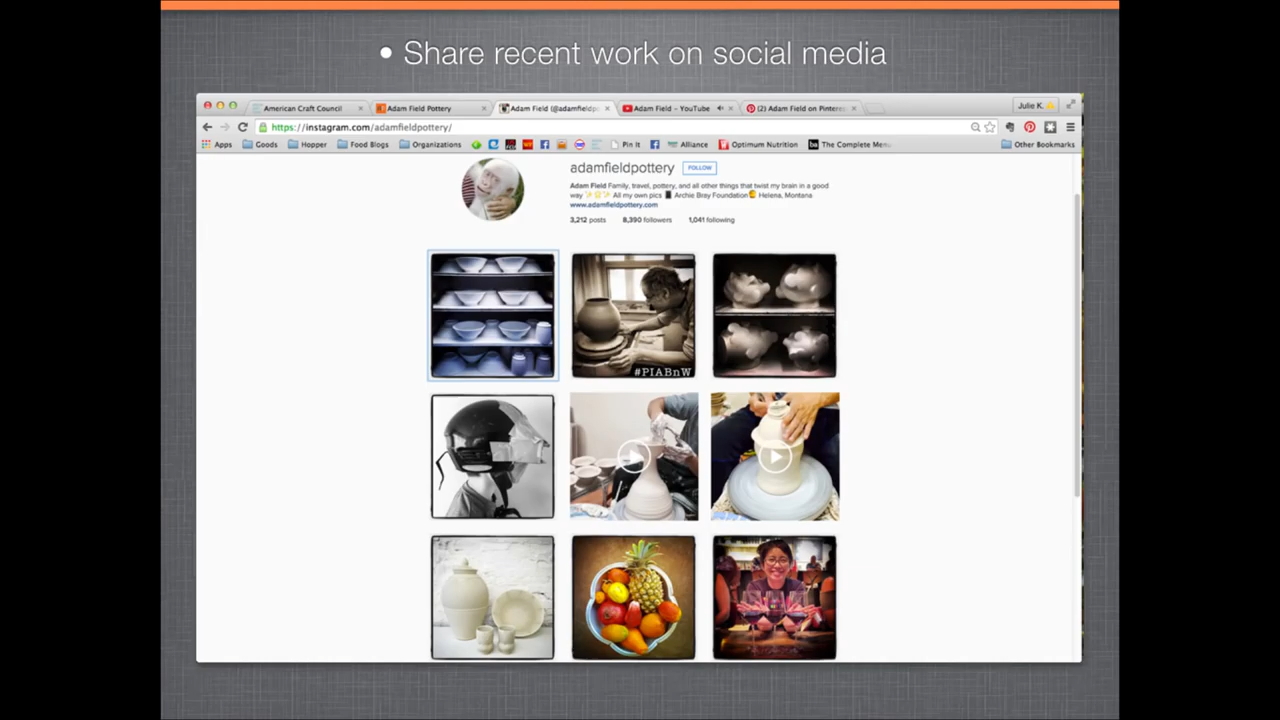 • Share recent work on social media
American Craft Council
Adam Field Pottery
Adam Field (@adamfieldpo
Adam Field – YouTube
(2) Adam Field on Pinteres
Julie K.
https://instagram.com/adamfieldpottery/
Apps
Goods
Hopper
Food Blogs
Organizations
Pin It
Alliance
Optimum Nutrition
The Complete Menu
Other Bookmarks
adamfieldpottery
FOLLOW
Adam Field Family, travel, pottery, and all other things that twist my brain in a good
way ✨ All my own pics Archie Bray Foundation Helena, Montana
www.adamfieldpottery.com
3,212 posts 8,390 followers 1,041 following
#PIABnW